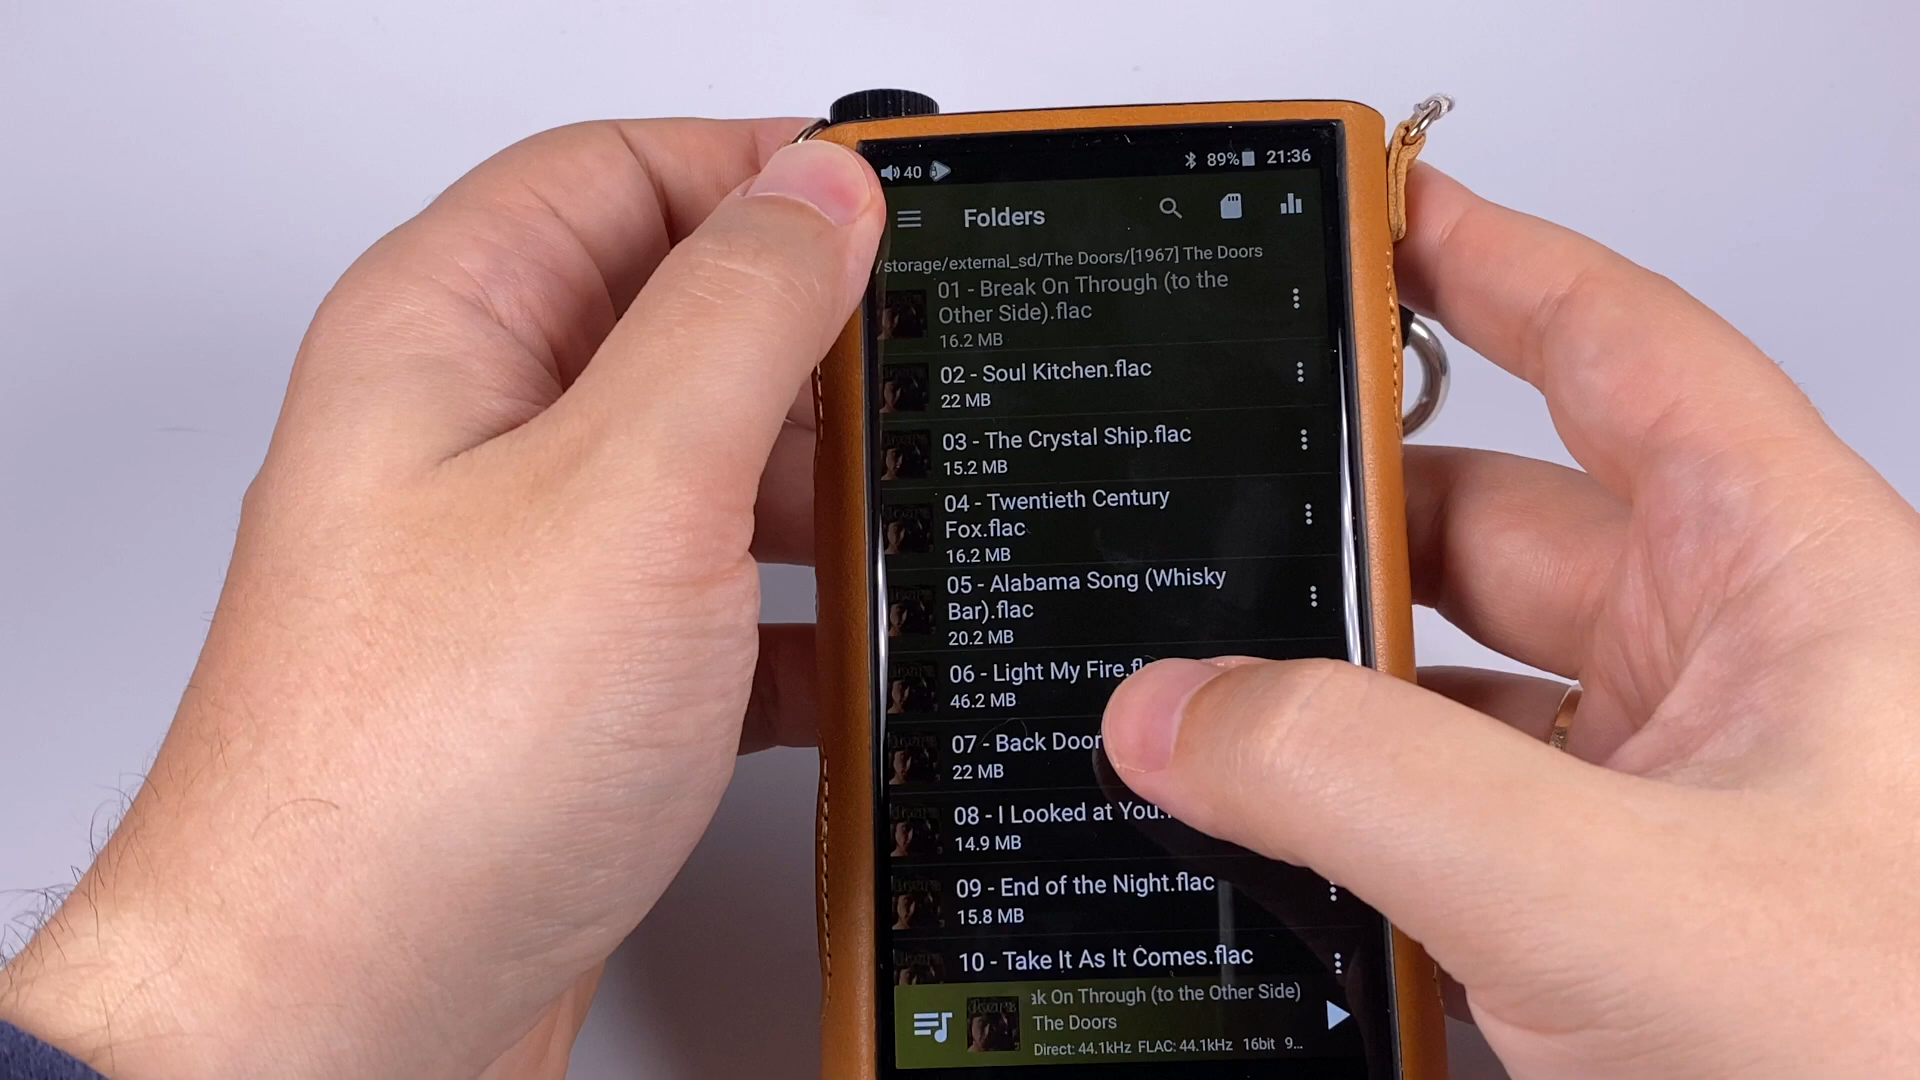 40 89% 21:36
Folders
/storage/external_sd/The Doors/[1967] The Doors
01 - Break On Through (to the
Other Side).flac
16.2 MB
02 - Soul Kitchen.flac
22 MB
03 - The Crystal Ship.flac
15.2 MB
04 - Twentieth Century
Fox.flac
16.2 MB
05 - Alabama Song (Whisky
Bar).flac
20.2 MB
06 - Light My Fire.fl
46.2 MB
07 - Back Door
22 MB
08 - I Looked at You.
14.9 MB
09 - End of the Night.flac
15.8 MB
10 - Take It As It Comes.flac
ak On Through (to the Other Side)
The Doors
Direct: 44.1kHz FLAC: 44.1kHz 16bit 9...